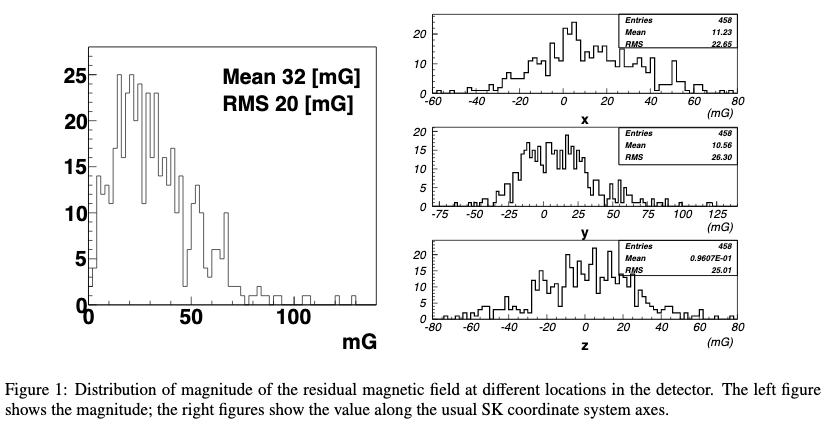 Mean 32 [mG]
RMS 20 [mG]
25
20
15
10
5
0
0 50 100
mG
Entries 458
Mean 11.23
RMS 22.65
20
10
0
-60 -40 -20 0 20 40 60 80
x (mG)
Entries 458
Mean 10.56
RMS 26.30
20
15
10
5
0
-75 -50 -25 0 25 50 75 100 125
y (mG)
Entries 458
Mean 0.9607E-01
RMS 25.01
20
15
10
5
0
-80 -60 -40 -20 0 20 40 60 80
z (mG)
Figure 1: Distribution of magnitude of the residual magnetic field at different locations in the detector. The left figure
shows the magnitude; the right figures show the value along the usual SK coordinate system axes.